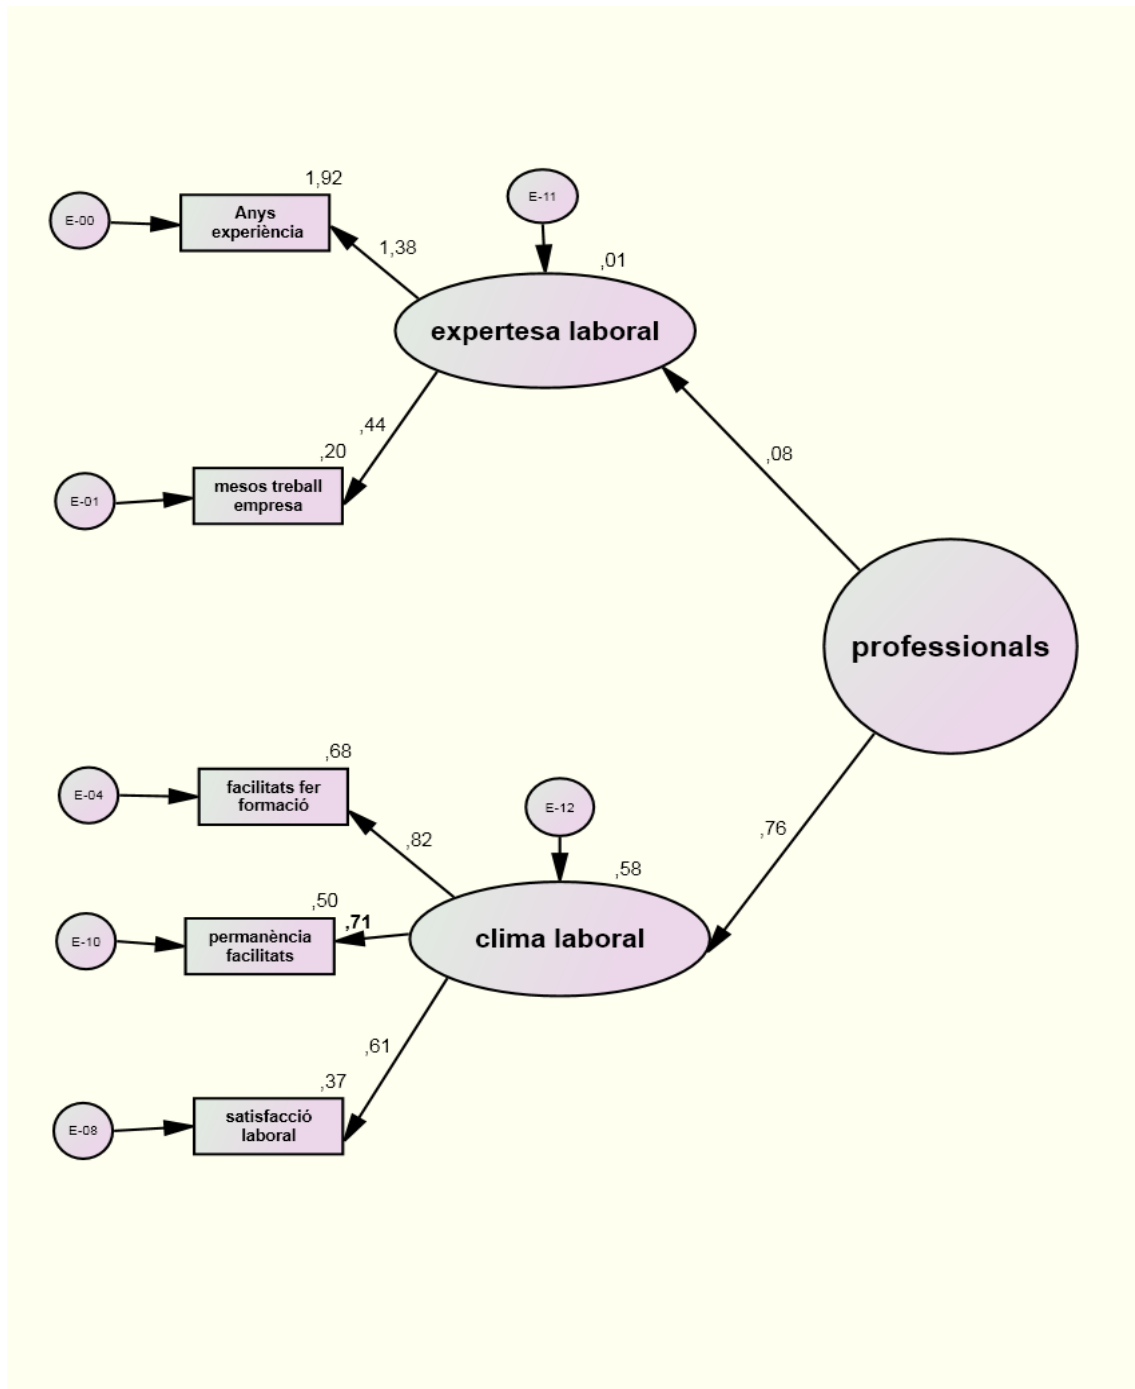 1,92
E-00
Anys
experiència
E-11
1,38
,01
expertesa laboral
,44
,20
,08
E-01
mesos treball
empresa
professionals
,68
E-04
facilitats fer
formació
E-12
,82
,76
,58
,50
,71
E-10
permanència
facilitats
clima laboral
,61
,37
E-08
satisfacció
laboral